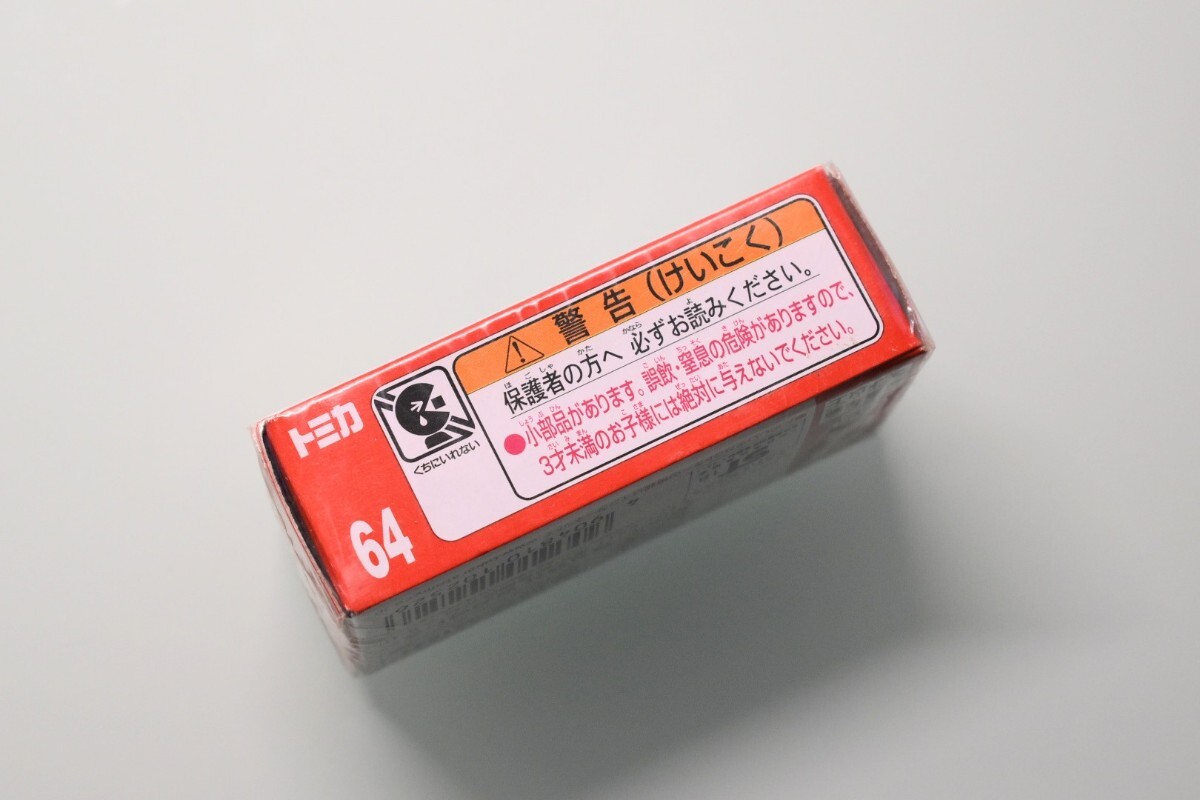 トミカ
64
くちにいれない
警告(けいこく)
保護者の方へ 必ずお読みください。
●小部品があります。誤飲・窒息の危険がありますので、
3才未満のお子様には絶対に与えないでください。